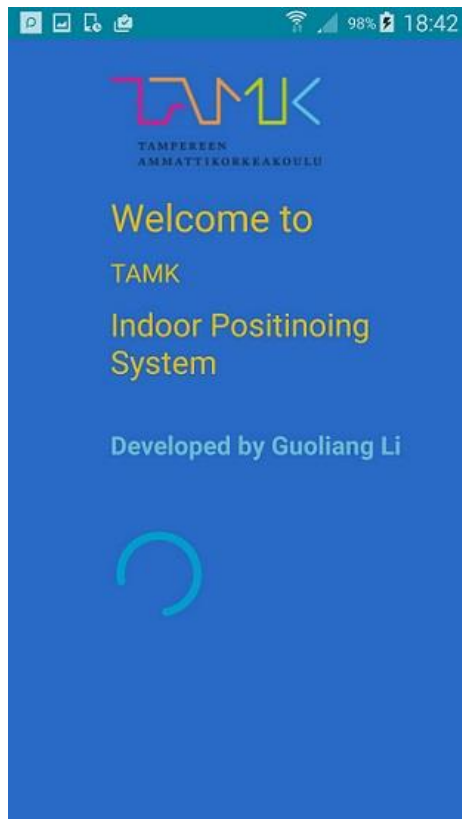 98% 18:42
TAMK
TAMPEREEN
AMMATTIKORKEAKOULU
Welcome to
TAMK
Indoor Positinoing
System
Developed by Guoliang Li